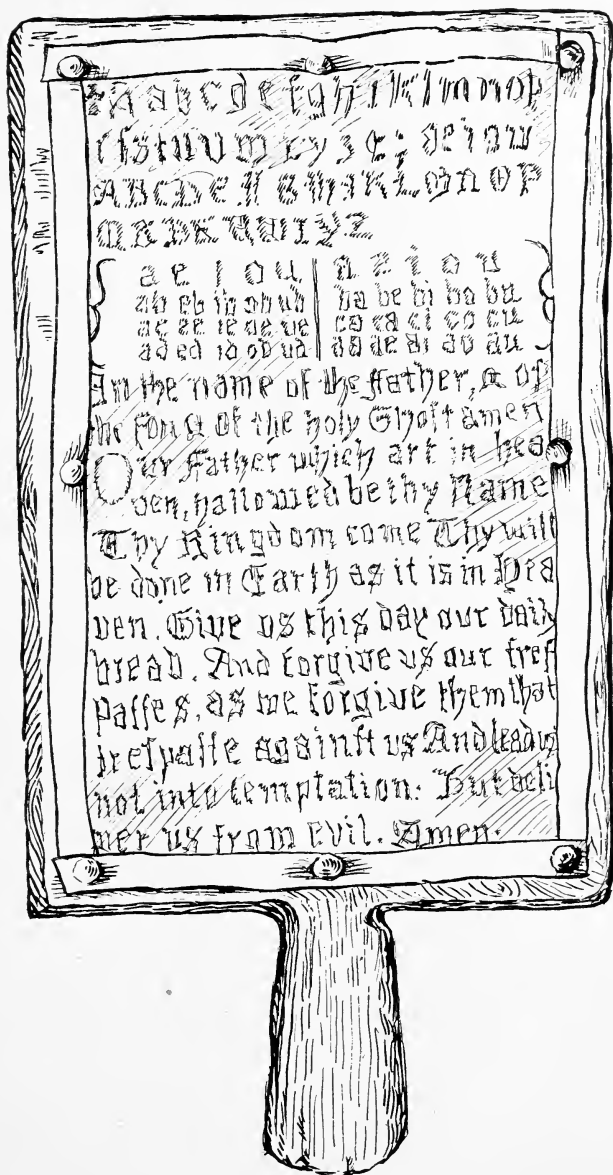 a b c d e f g h i k l m n o p
r ſ s t u v w x y z & ; a e i o u
A B C D E F G H I K L M N O P
Q R S T U W X Y Z
a e i o u a e i o u
ab eb ib ob ub ba be bi bo bu
ac ec ic oc uc ca ce ci co cu
ad ed id od ud da de di do du
In the name of the Father, & of
the Son & of the holy Ghoſt amen
Our Father which art in hea
ven, hallowed be thy Name
Thy Kingdom come Thy will
be done in Earth as it is in Hea
ven. Give us this day our daily
bread. And forgive us our treſ
paſſes, as we forgive them that
treſpaſſe againſt us And lead us
not into temptation: But deli
ver us from Evil. Amen.